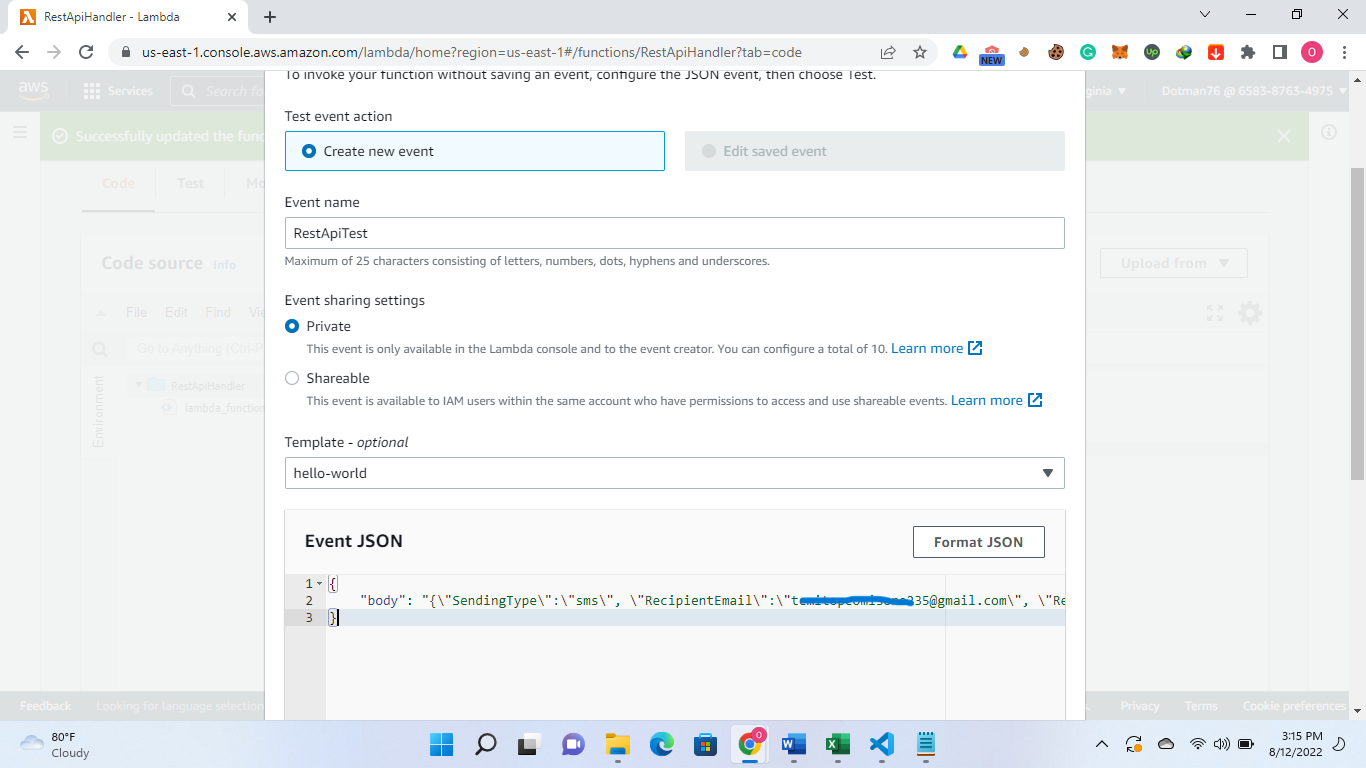 RestApiHandler - Lambda
us-east-1.console.aws.amazon.com/lambda/home?region=us-east-1#/functions/RestApiHandler?tab=code
NEW
To invoke your function without saving an event, configure the JSON event, then choose Test.
aws
Services
Search fo
ginia
Dotman76 @ 6583-8763-4975
Test event action
Successfully updated the func
Create new event
Edit saved event
Code
Test
Mo
Event name
RestApiTest
Maximum of 25 characters consisting of letters, numbers, dots, hyphens and underscores.
Code source
Info
Upload from
Event sharing settings
File
Edit
Find
Vie
Private
This event is only available in the Lambda console and to the event creator. You can configure a total of 10. Learn more
Go to Anything (Ctrl-P
Shareable
This event is available to IAM users within the same account who have permissions to access and use shareable events. Learn more
Environment
RestApiHandler
lambda_function
Template - optional
hello-world
Event JSON
Format JSON
1 {
2 "body": "{\"SendingType\":\"sms\", \"RecipientEmail\":\" 235@gmail.com\", \"Re
3 }
Feedback
Looking for language selection
Privacy
Terms
Cookie preferences
80°F
Cloudy
3:15 PM
8/12/2022